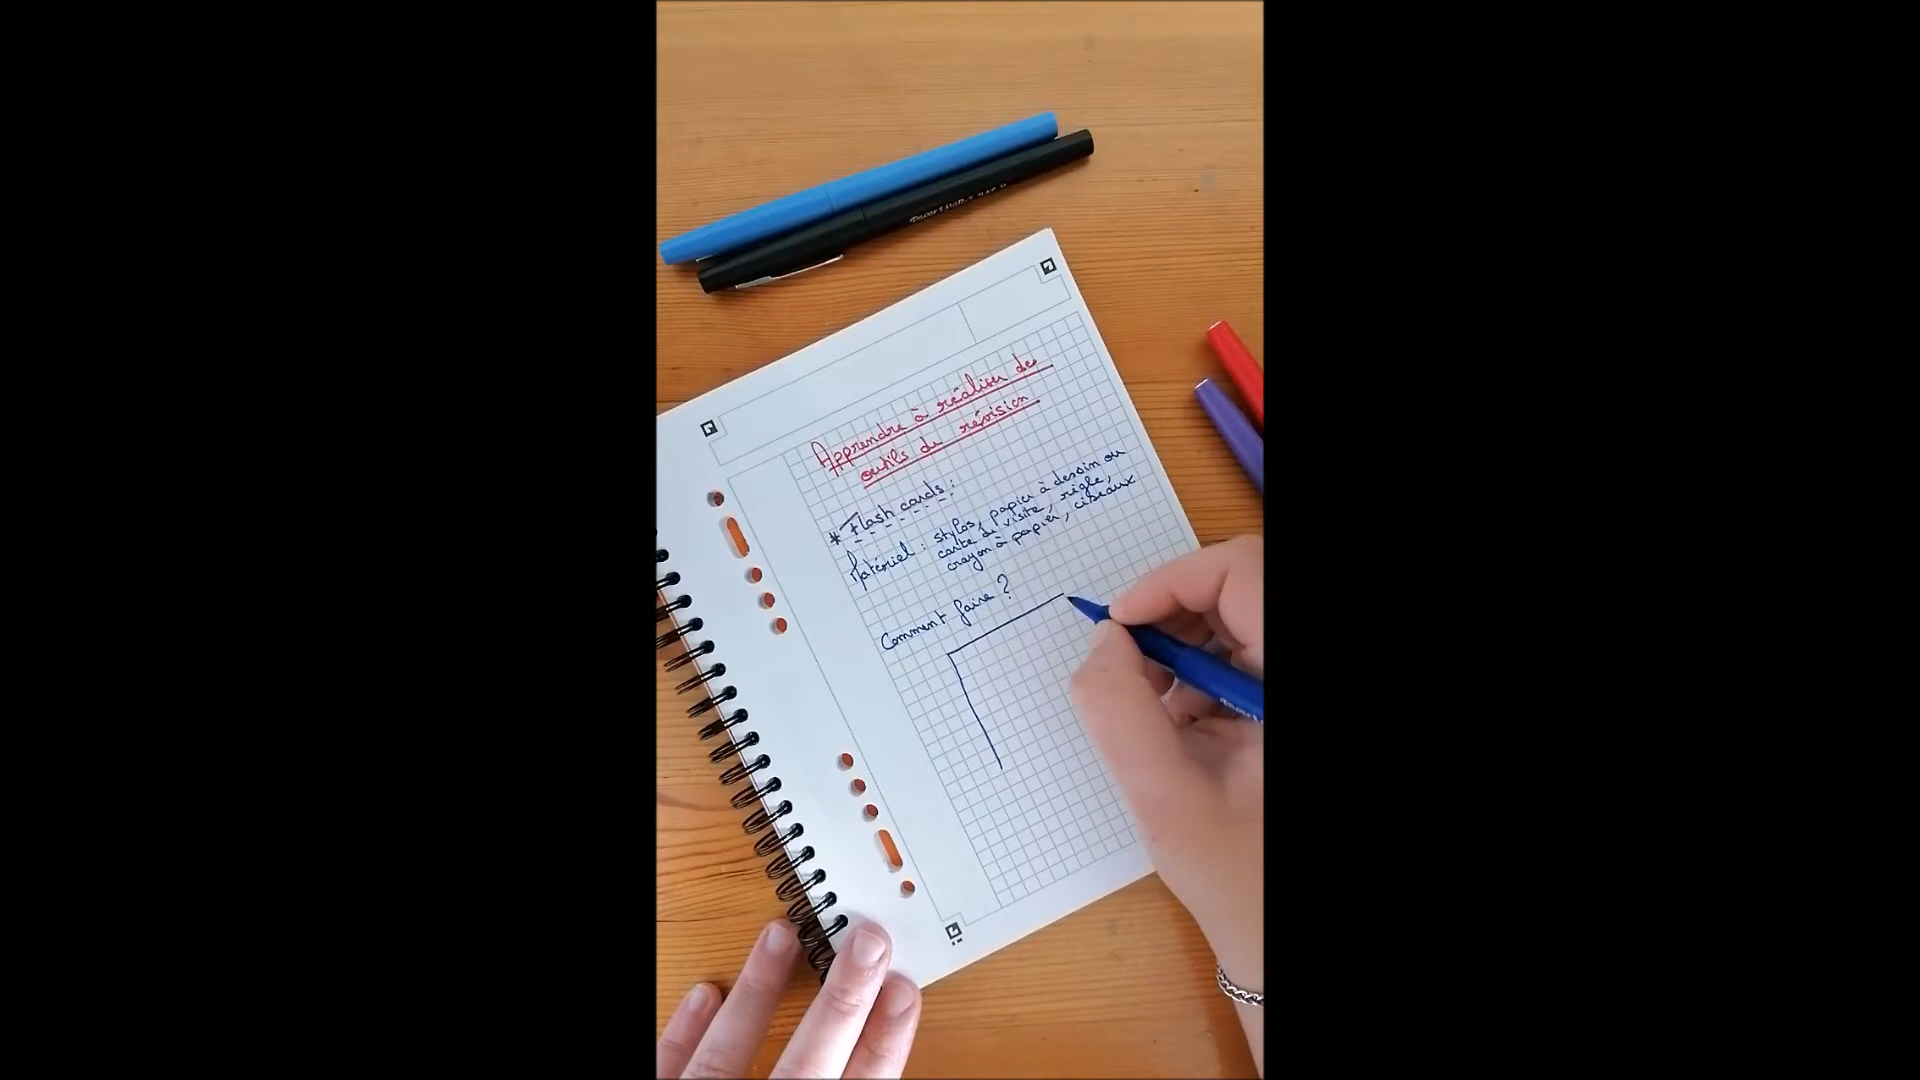 Apprendre à réaliser des
outils de révision
* Flash cards :
Matériel : stylos, papier à dessin ou
carte de visite, règle,
crayon à papier, ciseaux
Comment faire ?